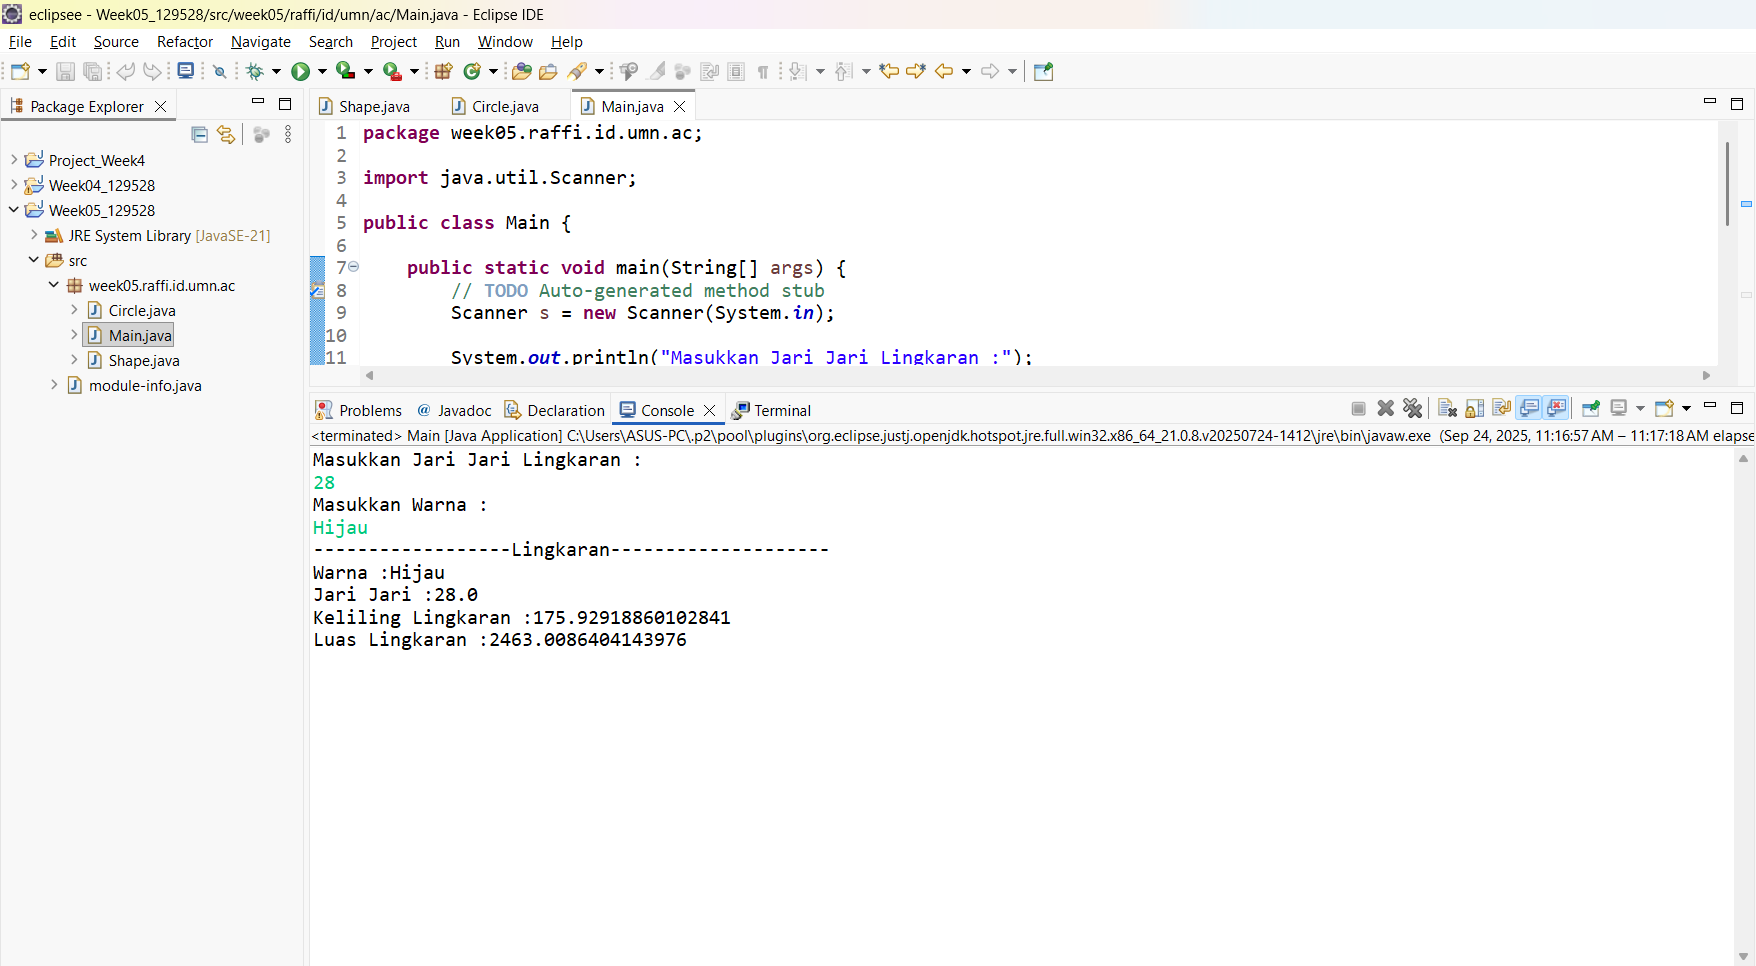 eclipsee - Week05_129528/src/week05/raffi/id/umn/ac/Main.java - Eclipse IDE
File Edit Source Refactor Navigate Search Project Run Window Help
Package Explorer
Project_Week4
Week04_129528
Week05_129528
JRE System Library [JavaSE-21]
src
week05.raffi.id.umn.ac
Circle.java
Main.java
Shape.java
module-info.java
Shape.java Circle.java Main.java
1 package week05.raffi.id.umn.ac;
2
3 import java.util.Scanner;
4
5 public class Main {
6
7 public static void main(String[] args) {
8 // TODO Auto-generated method stub
9 Scanner s = new Scanner(System.in);
10
11 System.out.println("Masukkan Jari Jari Lingkaran :");
Problems @ Javadoc Declaration Console Terminal
<terminated> Main [Java Application] C:\Users\ASUS-PC\.p2\pool\plugins\org.eclipse.justj.openjdk.hotspot.jre.full.win32.x86_64_21.0.8.v20250724-1412\jre\bin\javaw.exe (Sep 24, 2025, 11:16:57 AM – 11:17:18 AM elapse
Masukkan Jari Jari Lingkaran :
28
Masukkan Warna :
Hijau
------------------Lingkaran--------------------
Warna :Hijau
Jari Jari :28.0
Keliling Lingkaran :175.92918860102841
Luas Lingkaran :2463.0086404143976